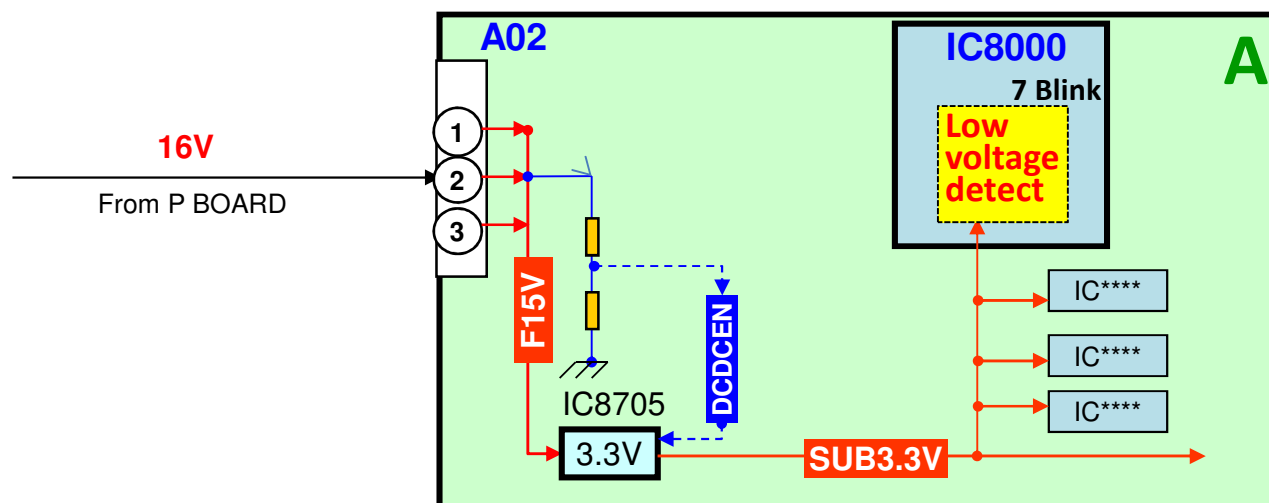 A02
IC8000
A
7 Blink
Low
voltage
detect
16V
From P BOARD
1
2
3
F15V
DCDCEN
IC****
IC****
IC****
IC8705
3.3V
SUB3.3V